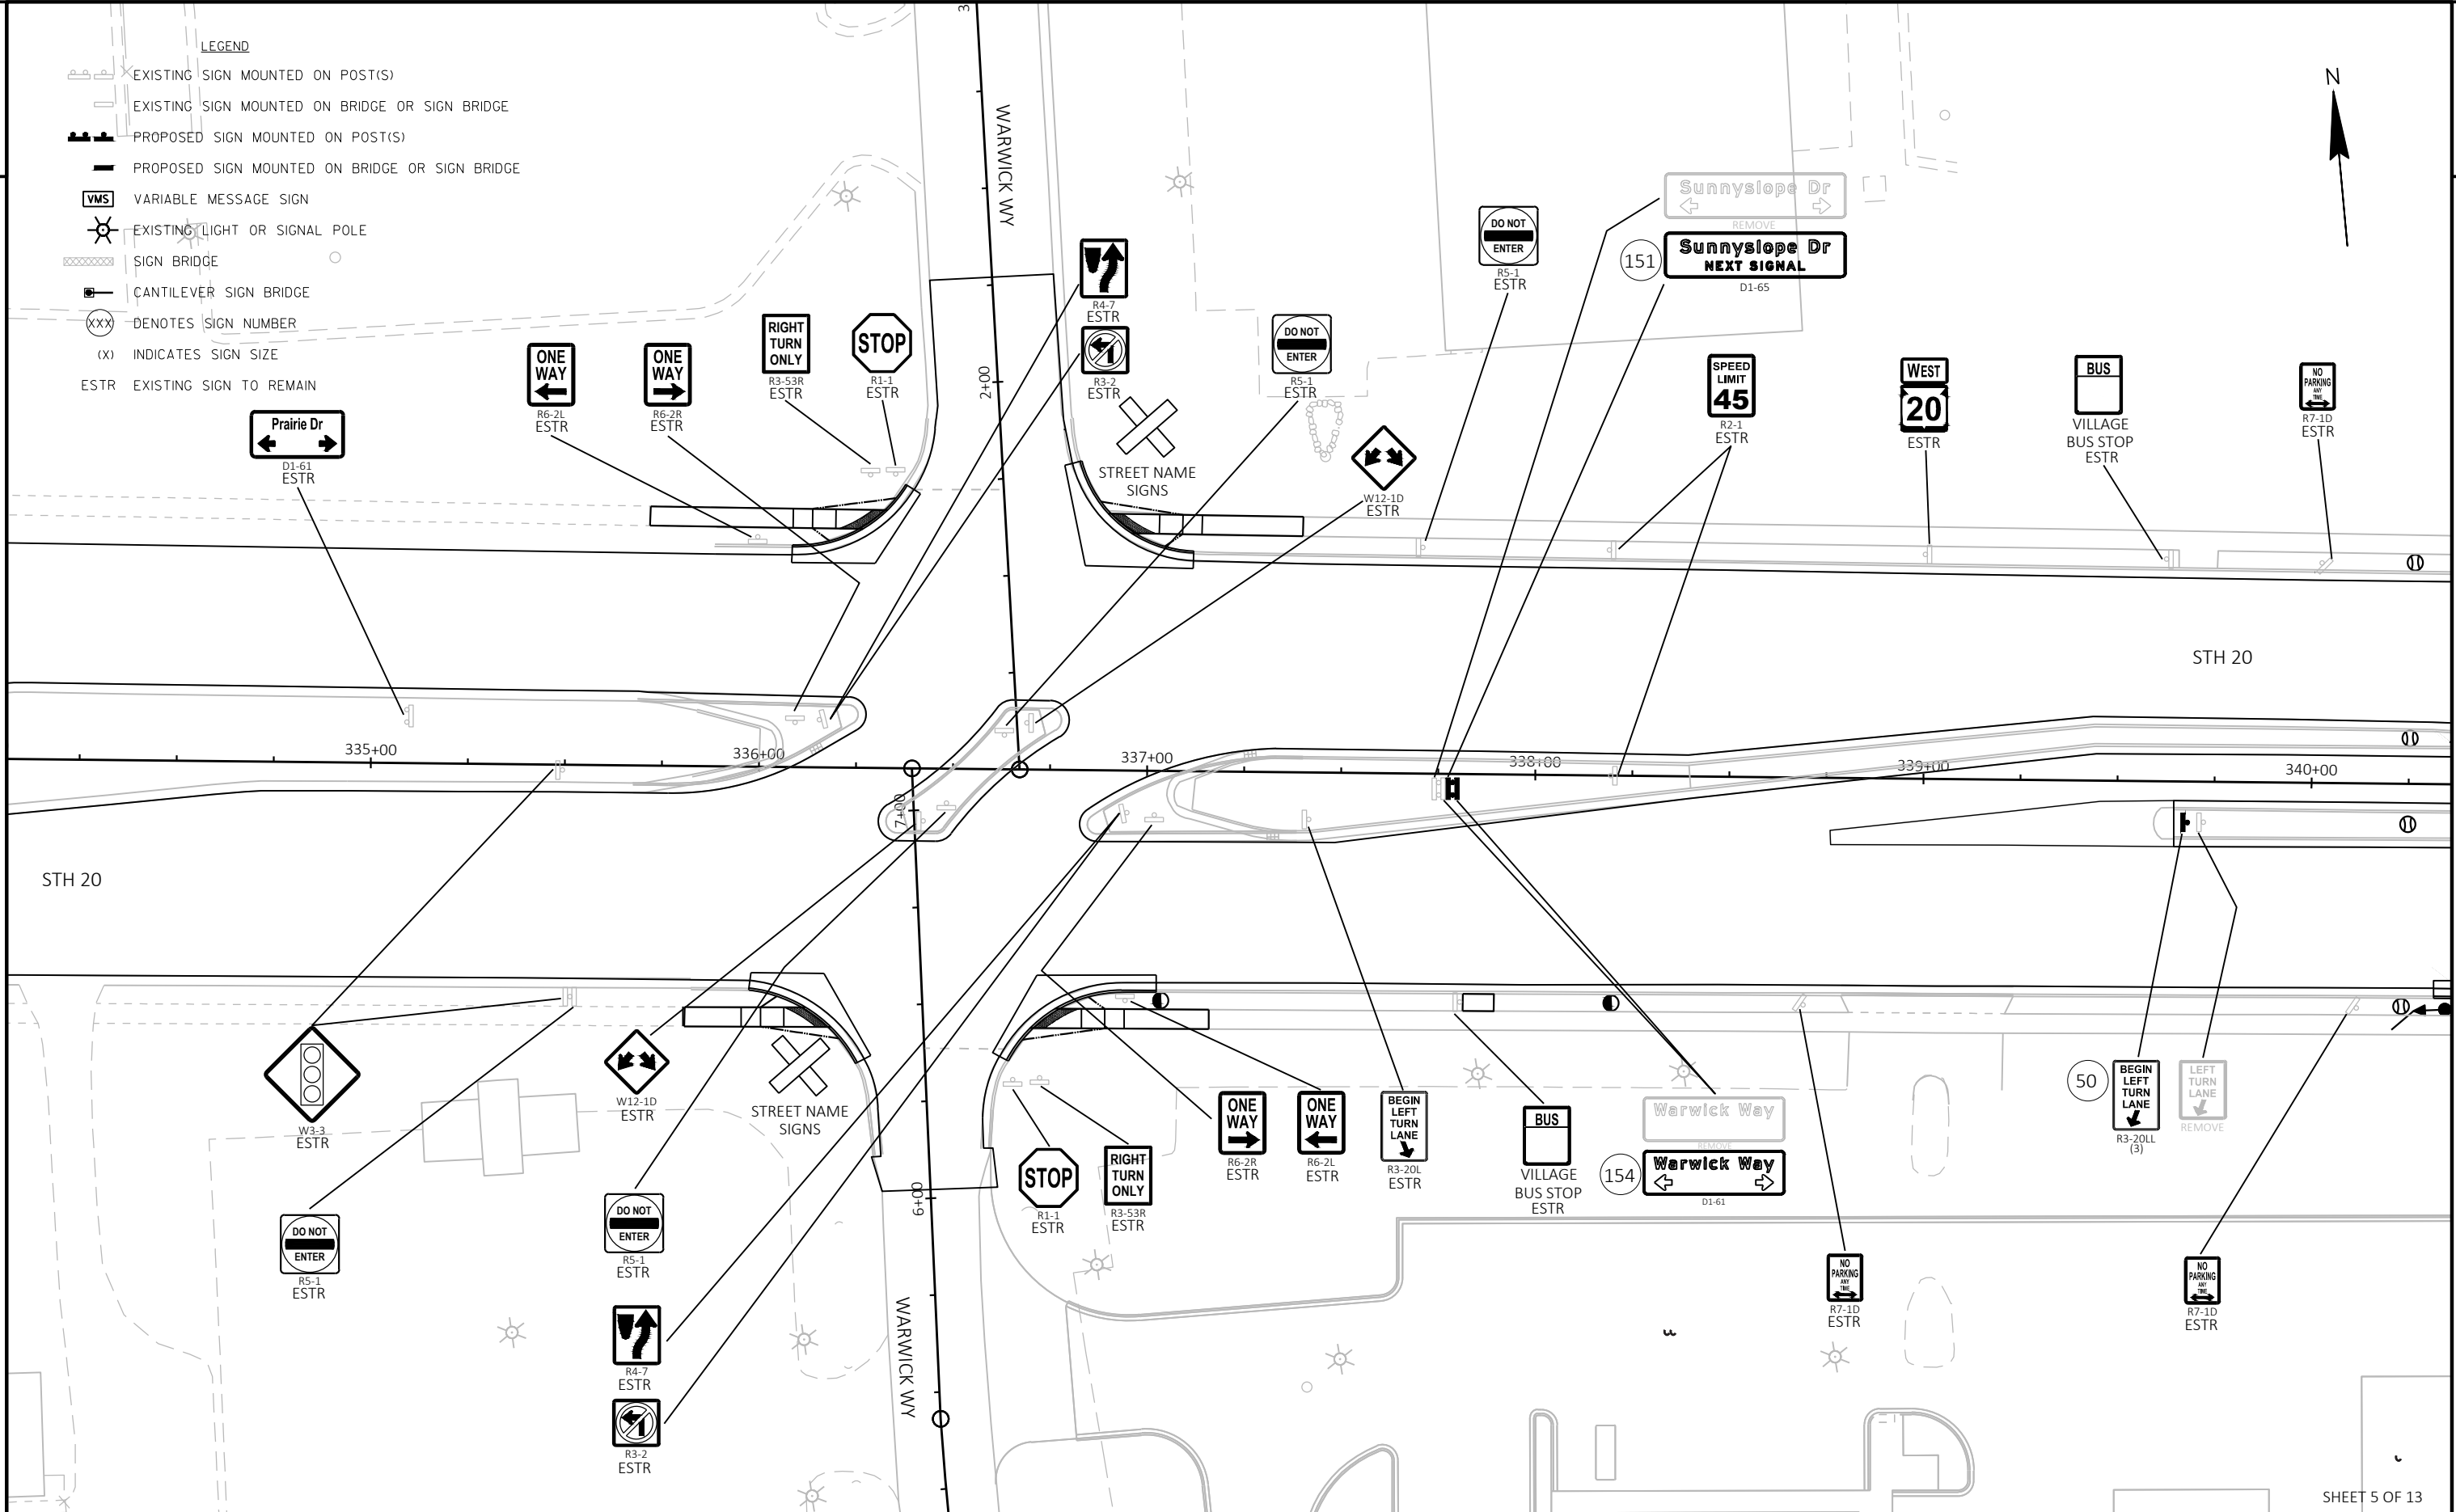 LEGEND
EXISTING SIGN MOUNTED ON POST(S)
EXISTING SIGN MOUNTED ON BRIDGE OR SIGN BRIDGE
PROPOSED SIGN MOUNTED ON POST(S)
PROPOSED SIGN MOUNTED ON BRIDGE OR SIGN BRIDGE
VMS VARIABLE MESSAGE SIGN
EXISTING LIGHT OR SIGNAL POLE
SIGN BRIDGE
CANTILEVER SIGN BRIDGE
XXX DENOTES SIGN NUMBER
(X) INDICATES SIGN SIZE
ESTR EXISTING SIGN TO REMAIN
3
N
WARWICK WY
2+00
Prairie Dr
D1-61
ESTR
ONE
WAY
R6-2L
ESTR
ONE
WAY
R6-2R
ESTR
RIGHT
TURN
ONLY
R3-53R
ESTR
STOP
R1-1
ESTR
R4-7
ESTR
R3-2
ESTR
STREET NAME
SIGNS
DO NOT
ENTER
R5-1
ESTR
W12-1D
ESTR
DO NOT
ENTER
R5-1
ESTR
Sunnyslope Dr
REMOVE
151
Sunnyslope Dr
NEXT SIGNAL
D1-65
SPEED
LIMIT
45
R2-1
ESTR
WEST
20
ESTR
BUS
VILLAGE
BUS STOP
ESTR
NO
PARKING
ANY
TIME
R7-1D
ESTR
STH 20
335+00
336+00
337+00
338+00
339+00
340+00
7+00
STH 20
W3-3
ESTR
DO NOT
ENTER
R5-1
ESTR
W12-1D
ESTR
STREET NAME
SIGNS
DO NOT
ENTER
R5-1
ESTR
R4-7
ESTR
R3-2
ESTR
6+00
WARWICK WY
STOP
R1-1
ESTR
RIGHT
TURN
ONLY
R3-53R
ESTR
ONE
WAY
R6-2R
ESTR
ONE
WAY
R6-2L
ESTR
BEGIN
LEFT
TURN
LANE
R3-20L
ESTR
BUS
VILLAGE
BUS STOP
ESTR
Warwick Way
REMOVE
154
Warwick Way
D1-61
NO
PARKING
ANY
TIME
R7-1D
ESTR
50
BEGIN
LEFT
TURN
LANE
R3-20LL
(3)
LEFT
TURN
LANE
REMOVE
NO
PARKING
ANY
TIME
R7-1D
ESTR
SHEET 5 OF 13